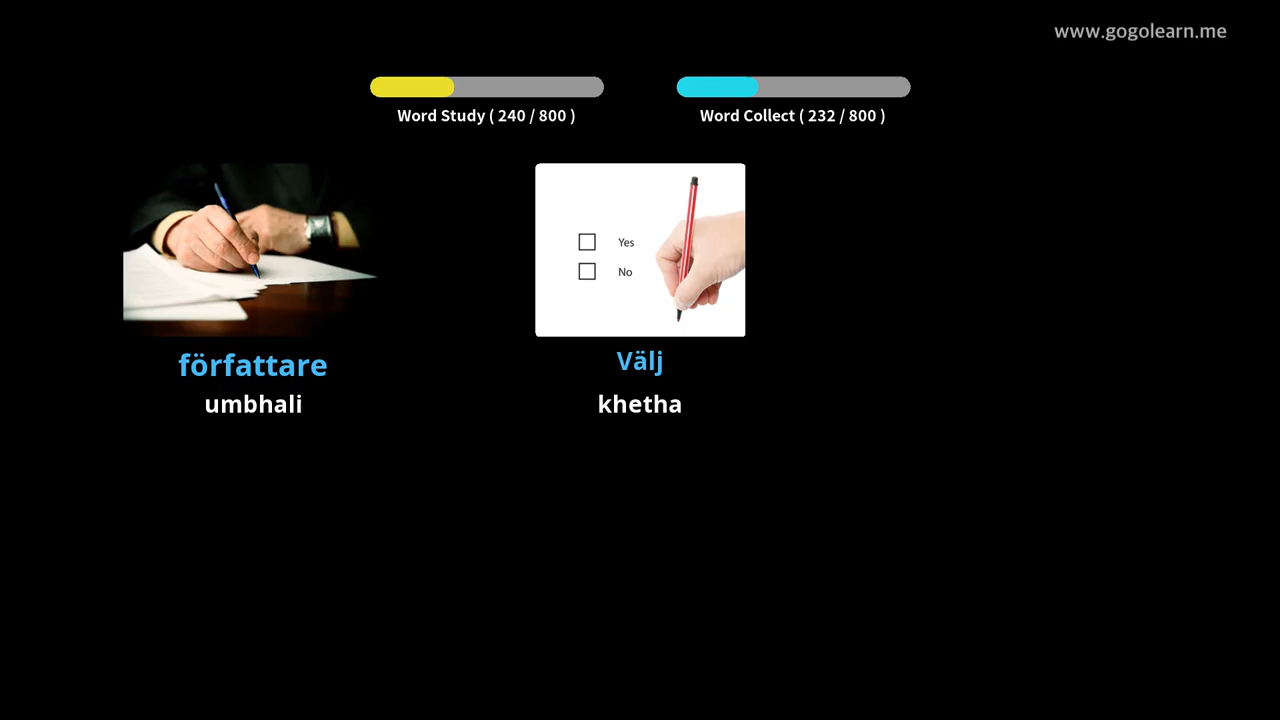 www.gogolearn.me
Word Study ( 240 / 800 )
Word Collect ( 232 / 800 )
Yes
No
författare
umbhali
Välj
khetha